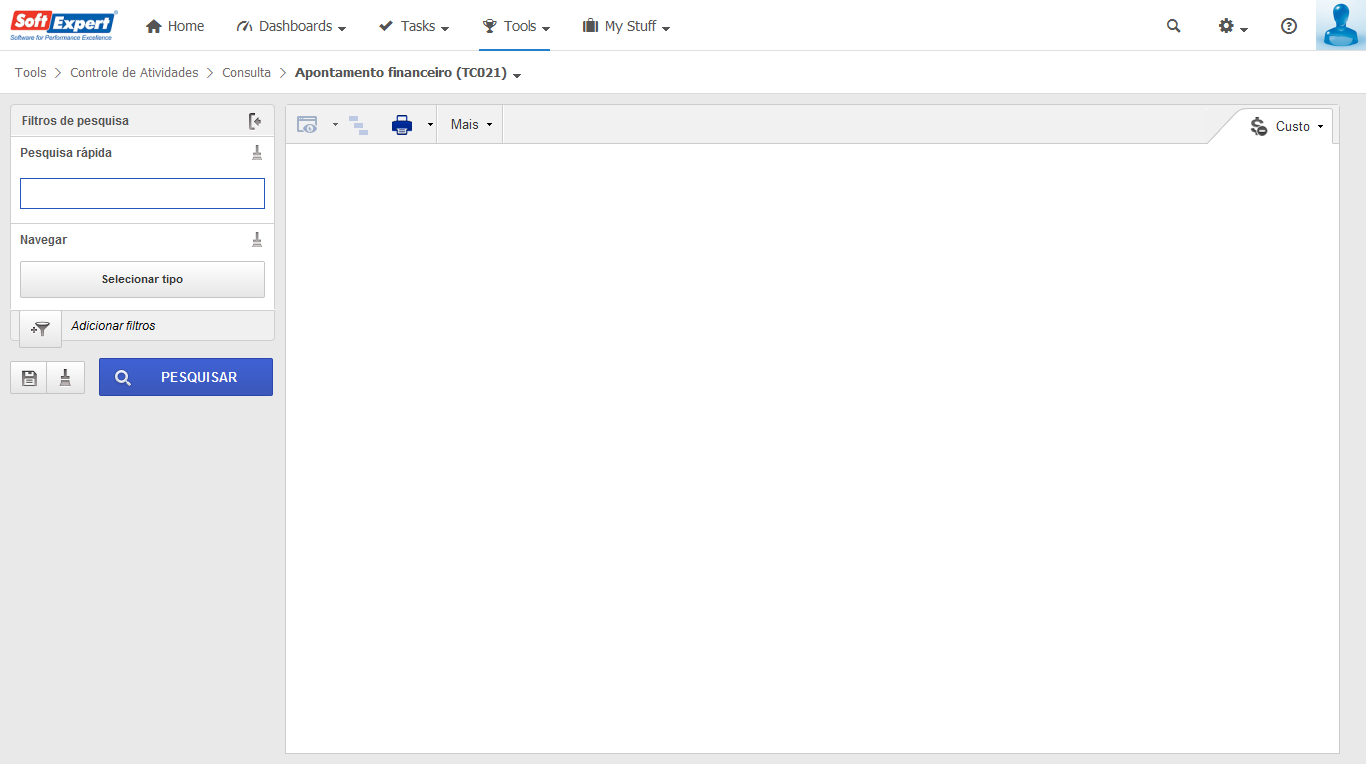 SoftExpert®
Software for Performance Excellence
Home
Dashboards
Tasks
Tools
My Stuff
Tools > Controle de Atividades > Consulta > Apontamento financeiro (TC021)
Filtros de pesquisa
Mais
Custo
Pesquisa rápida
Navegar
Selecionar tipo
Adicionar filtros
PESQUISAR